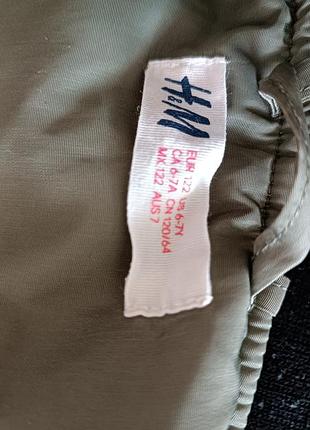 H&M
EUR 122 US 6-7Y
CA 6-7A CN 120/64
MX 122 AUS 7